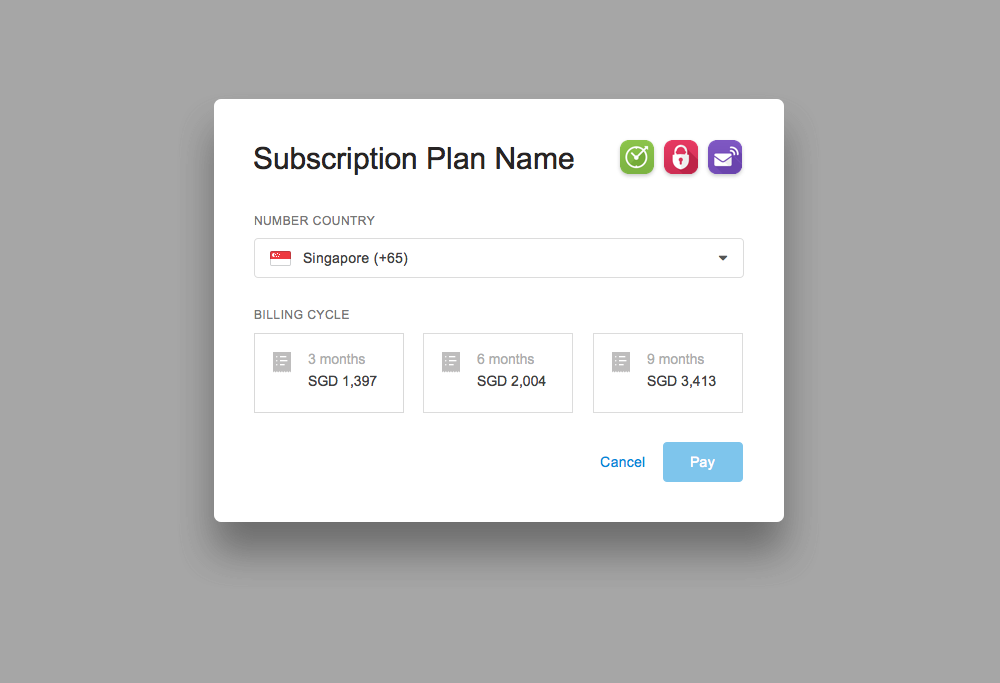 Subscription Plan Name
NUMBER COUNTRY
Singapore (+65)
BILLING CYCLE
3 months
SGD 1,397
6 months
SGD 2,004
9 months
SGD 3,413
Cancel
Pay